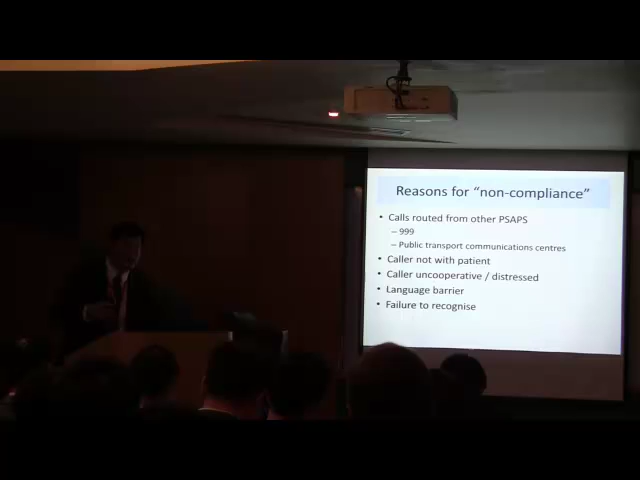 Reasons for “non-compliance”
• Calls routed from other PSAPS
– 999
– Public transport communications centres
• Caller not with patient
• Caller uncooperative / distressed
• Language barrier
• Failure to recognise